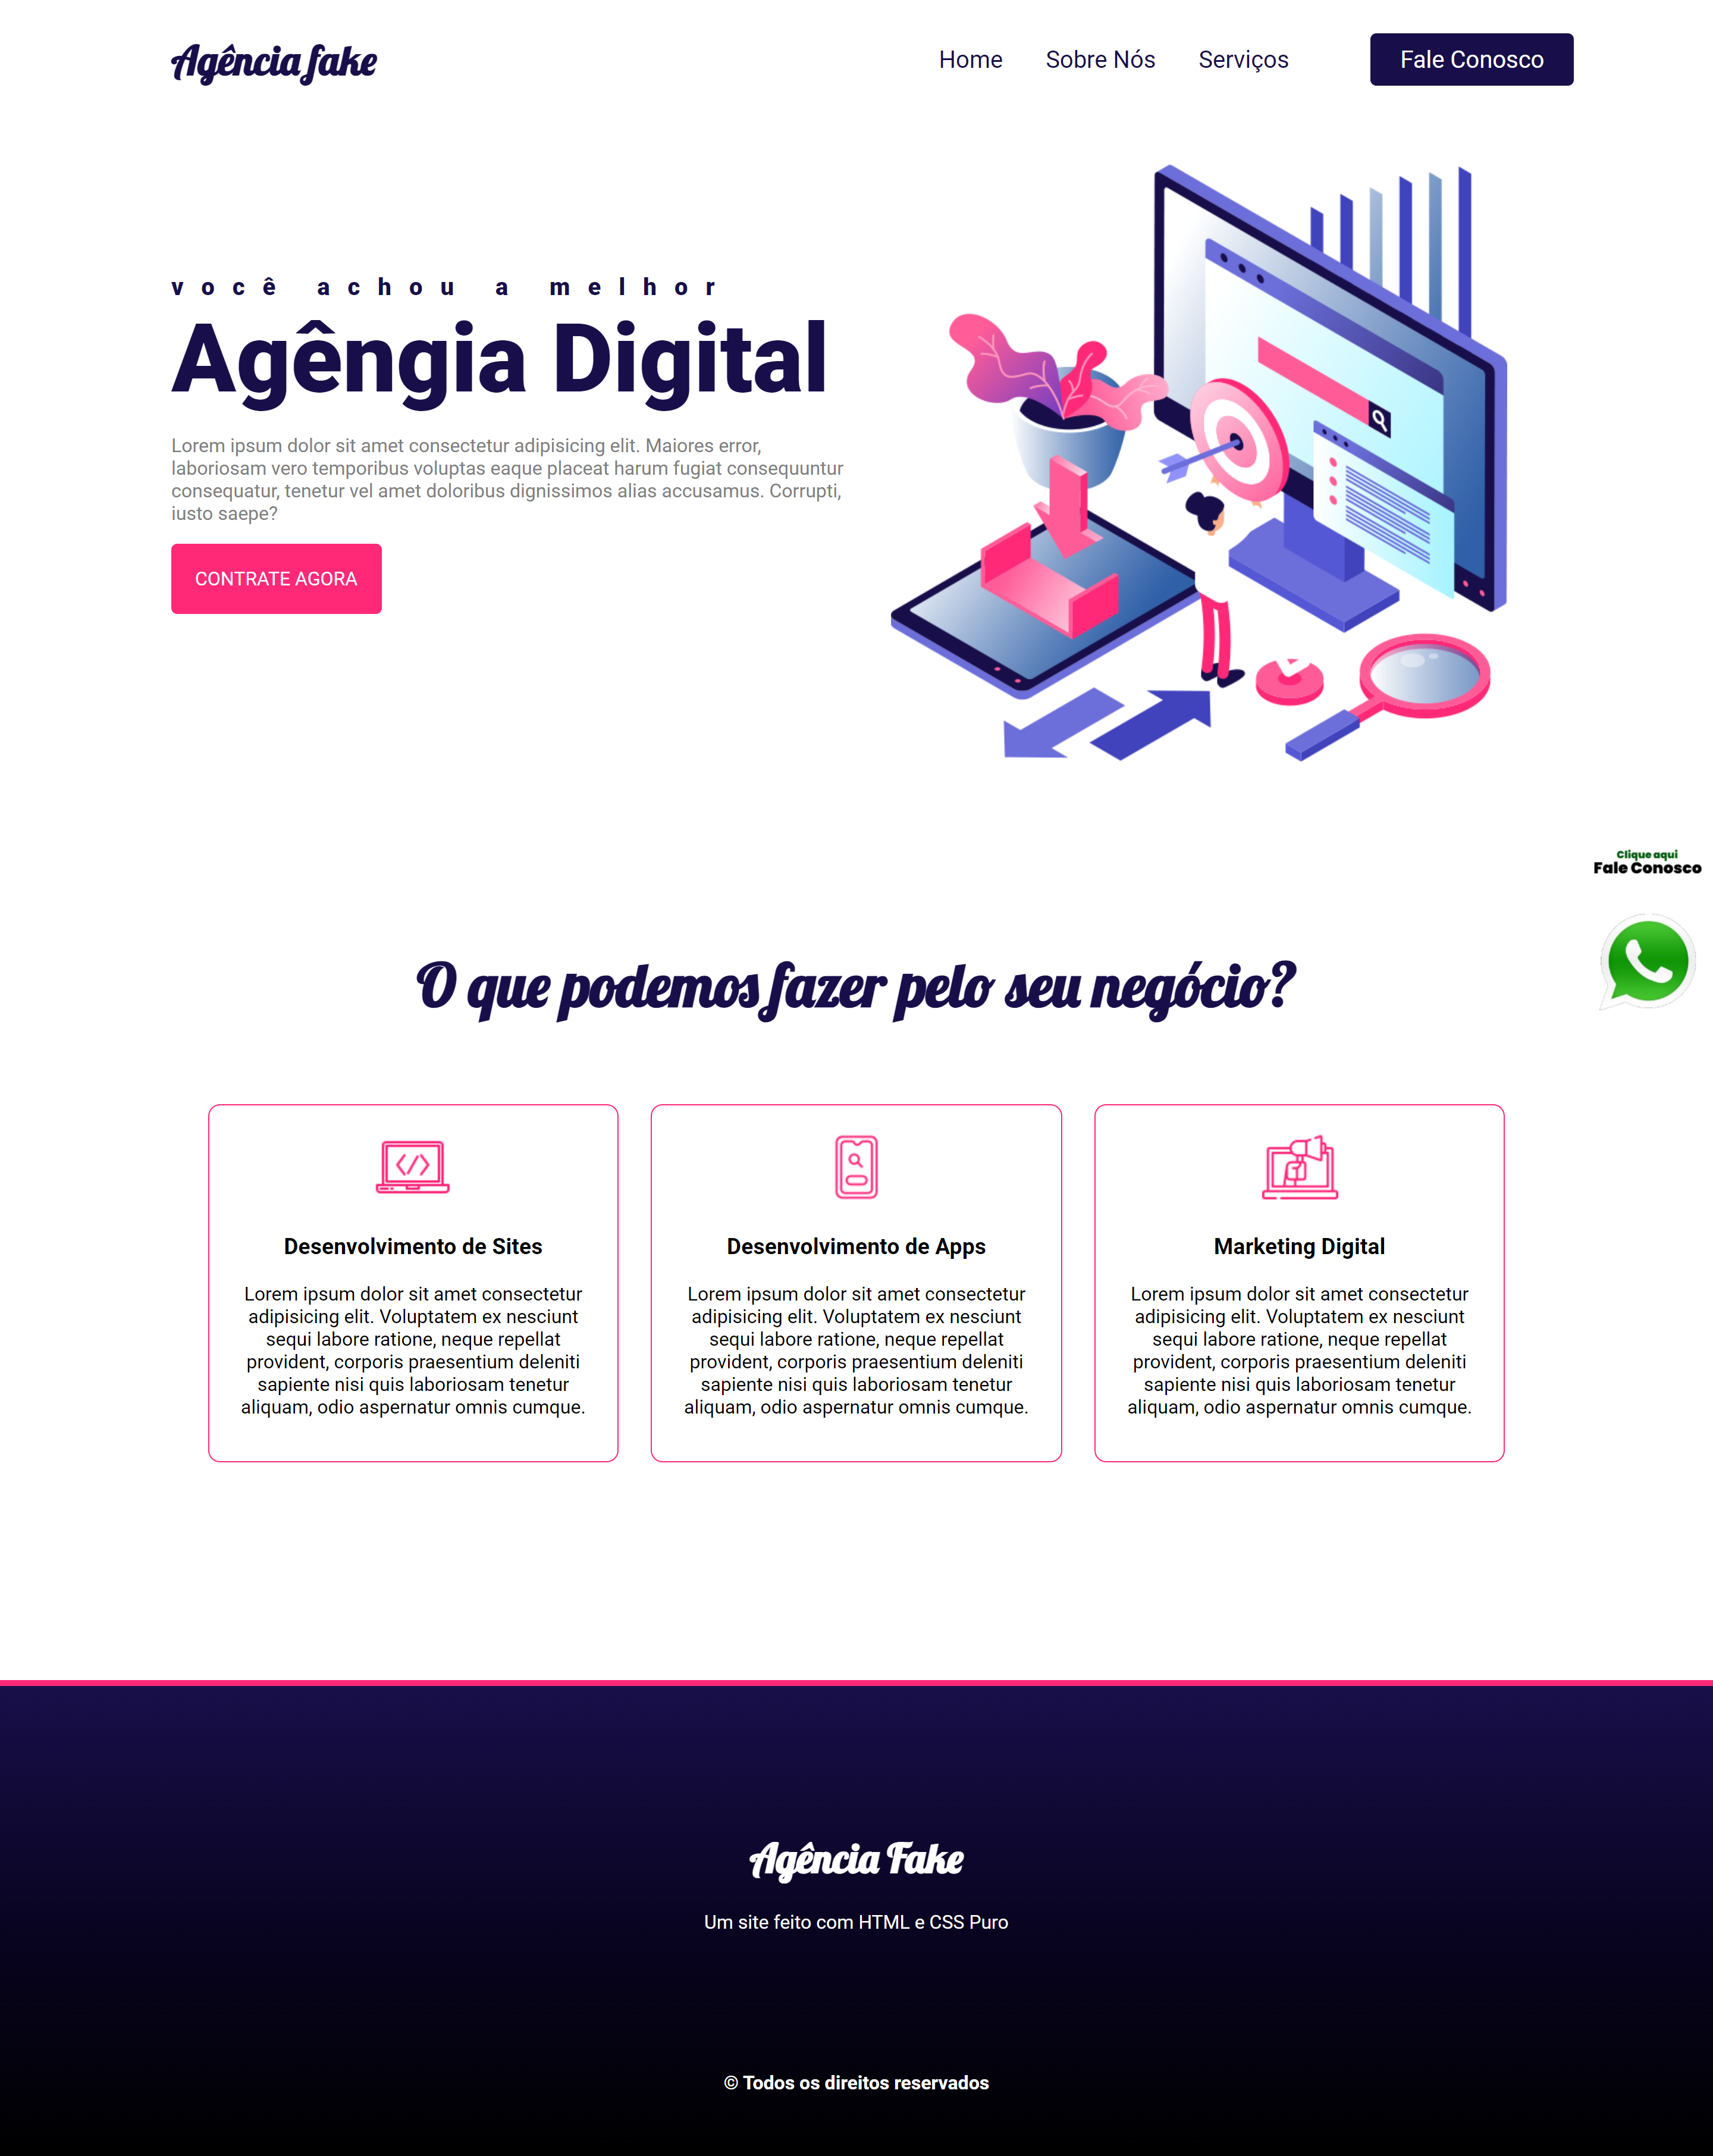 Agência fake
Home Sobre Nós Serviços Fale Conosco
você achou a melhor
Agêngia Digital
Lorem ipsum dolor sit amet consectetur adipisicing elit. Maiores error,
laboriosam vero temporibus voluptas eaque placeat harum fugiat consequuntur
consequatur, tenetur vel amet doloribus dignissimos alias accusamus. Corrupti,
iusto saepe?
CONTRATE AGORA
Clique aqui
Fale Conosco
O que podemos fazer pelo seu negócio?
Desenvolvimento de Sites
Lorem ipsum dolor sit amet consectetur
adipisicing elit. Voluptatem ex nesciunt
sequi labore ratione, neque repellat
provident, corporis praesentium deleniti
sapiente nisi quis laboriosam tenetur
aliquam, odio aspernatur omnis cumque.
Desenvolvimento de Apps
Lorem ipsum dolor sit amet consectetur
adipisicing elit. Voluptatem ex nesciunt
sequi labore ratione, neque repellat
provident, corporis praesentium deleniti
sapiente nisi quis laboriosam tenetur
aliquam, odio aspernatur omnis cumque.
Marketing Digital
Lorem ipsum dolor sit amet consectetur
adipisicing elit. Voluptatem ex nesciunt
sequi labore ratione, neque repellat
provident, corporis praesentium deleniti
sapiente nisi quis laboriosam tenetur
aliquam, odio aspernatur omnis cumque.
Agência Fake
Um site feito com HTML e CSS Puro
© Todos os direitos reservados